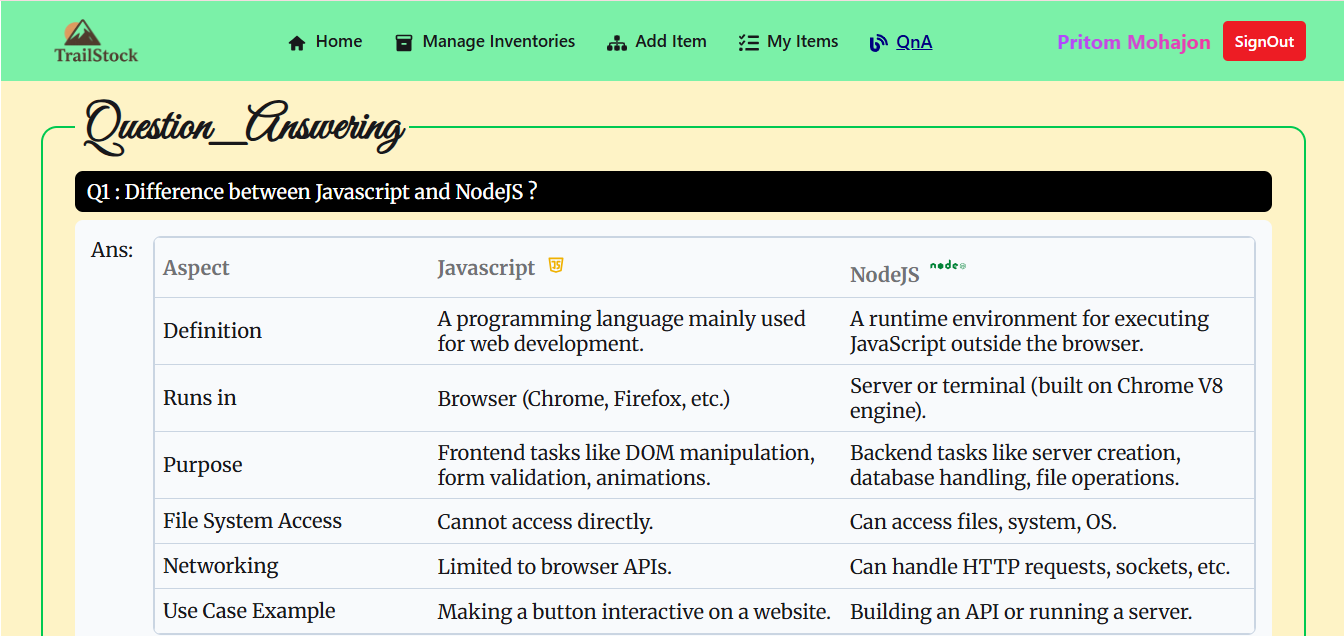 TrailStock
Home
Manage Inventories
Add Item
My Items
QnA
Pritom Mohajon
SignOut
Question_Answering
Q1 : Difference between Javascript and NodeJS ?
Ans:
Aspect
Javascript
JS
NodeJS
node
Definition
A programming language mainly used
for web development.
A runtime environment for executing
JavaScript outside the browser.
Runs in
Browser (Chrome, Firefox, etc.)
Server or terminal (built on Chrome V8
engine).
Purpose
Frontend tasks like DOM manipulation,
form validation, animations.
Backend tasks like server creation,
database handling, file operations.
File System Access
Cannot access directly.
Can access files, system, OS.
Networking
Limited to browser APIs.
Can handle HTTP requests, sockets, etc.
Use Case Example
Making a button interactive on a website.
Building an API or running a server.